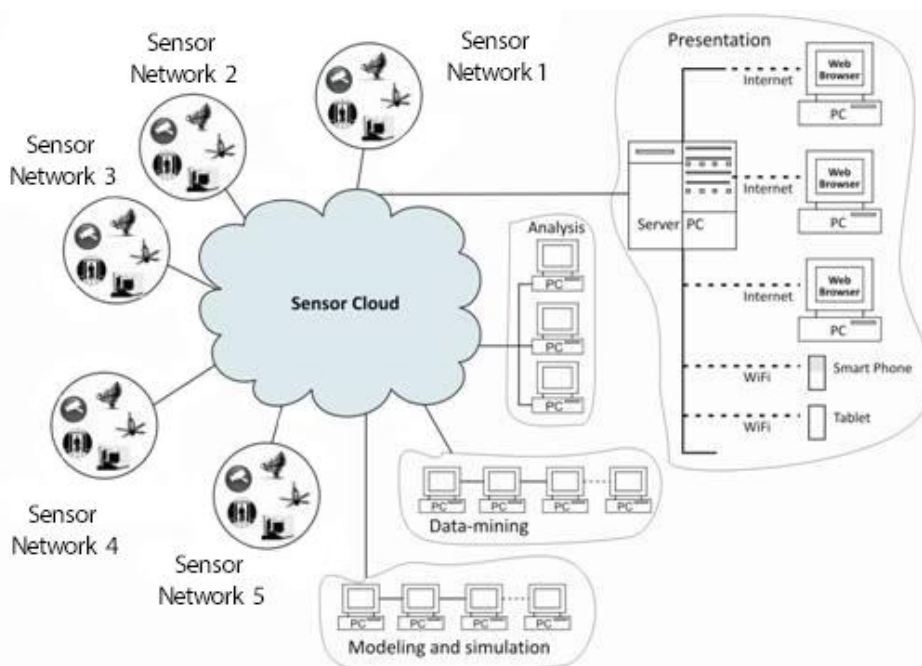 Sensor
Network 2
Sensor
Network 1
Sensor
Network 3
Sensor
Network 4
Sensor
Network 5
Sensor Cloud
Presentation
Internet
Web
Browser
PC
Server PC
Internet
Web
Browser
PC
Internet
Web
Browser
PC
WiFi
Smart Phone
WiFi
Tablet
Analysis
PC
PC
PC
PC
PC
PC
PC
Data-mining
PC
PC
PC
PC
Modeling and simulation